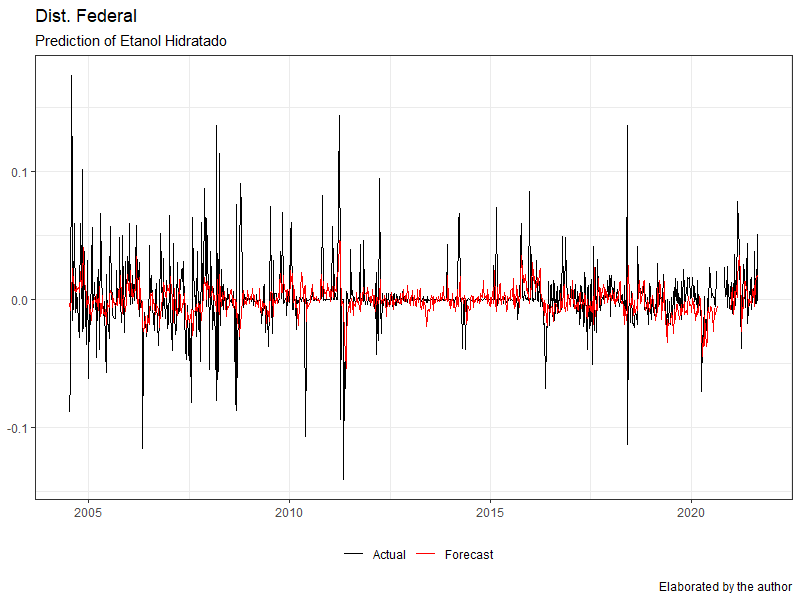 Dist. Federal
Prediction of Etanol Hidratado
0.1
0.0
-0.1
2005 2010 2015 2020
Actual Forecast
Elaborated by the author